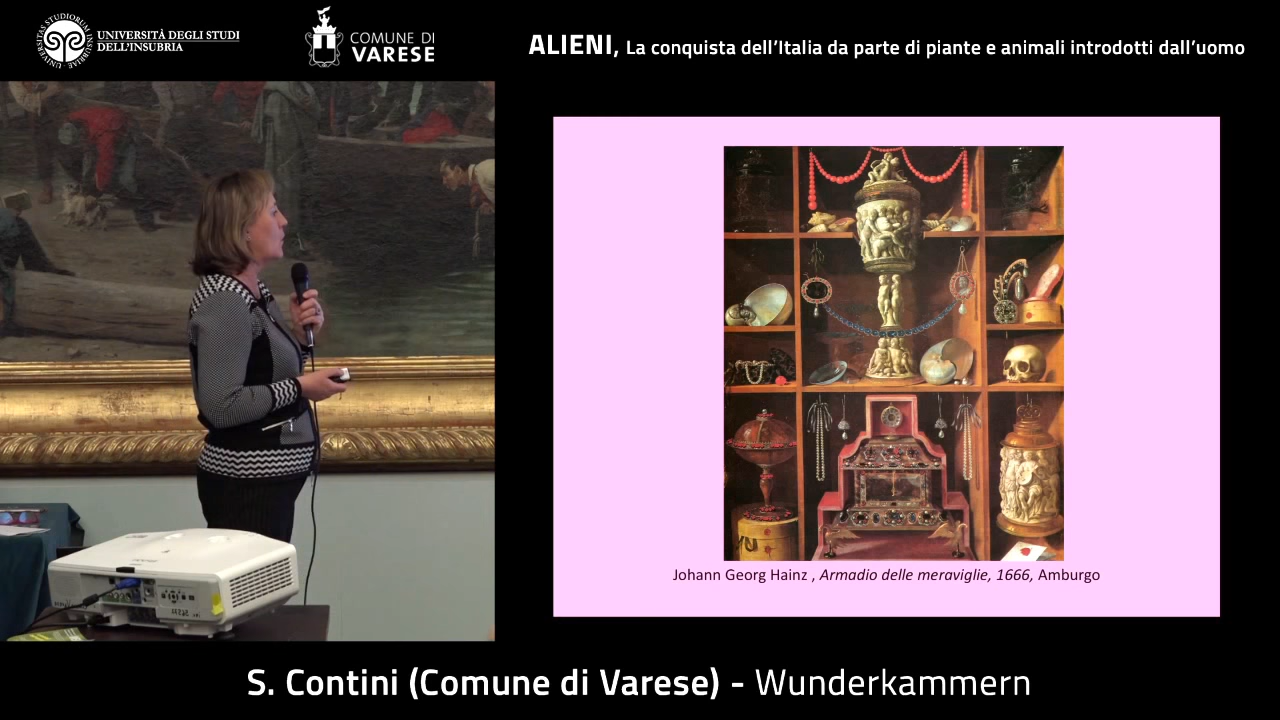 UNIVERSITÀ DEGLI STUDI
DELL'INSUBRIA
COMUNE DI
VARESE
ALIENI, La conquista dell'Italia da parte di piante e animali introdotti dall'uomo
Johann Georg Hainz , Armadio delle meraviglie, 1666, Amburgo
S. Contini (Comune di Varese) - Wunderkammern